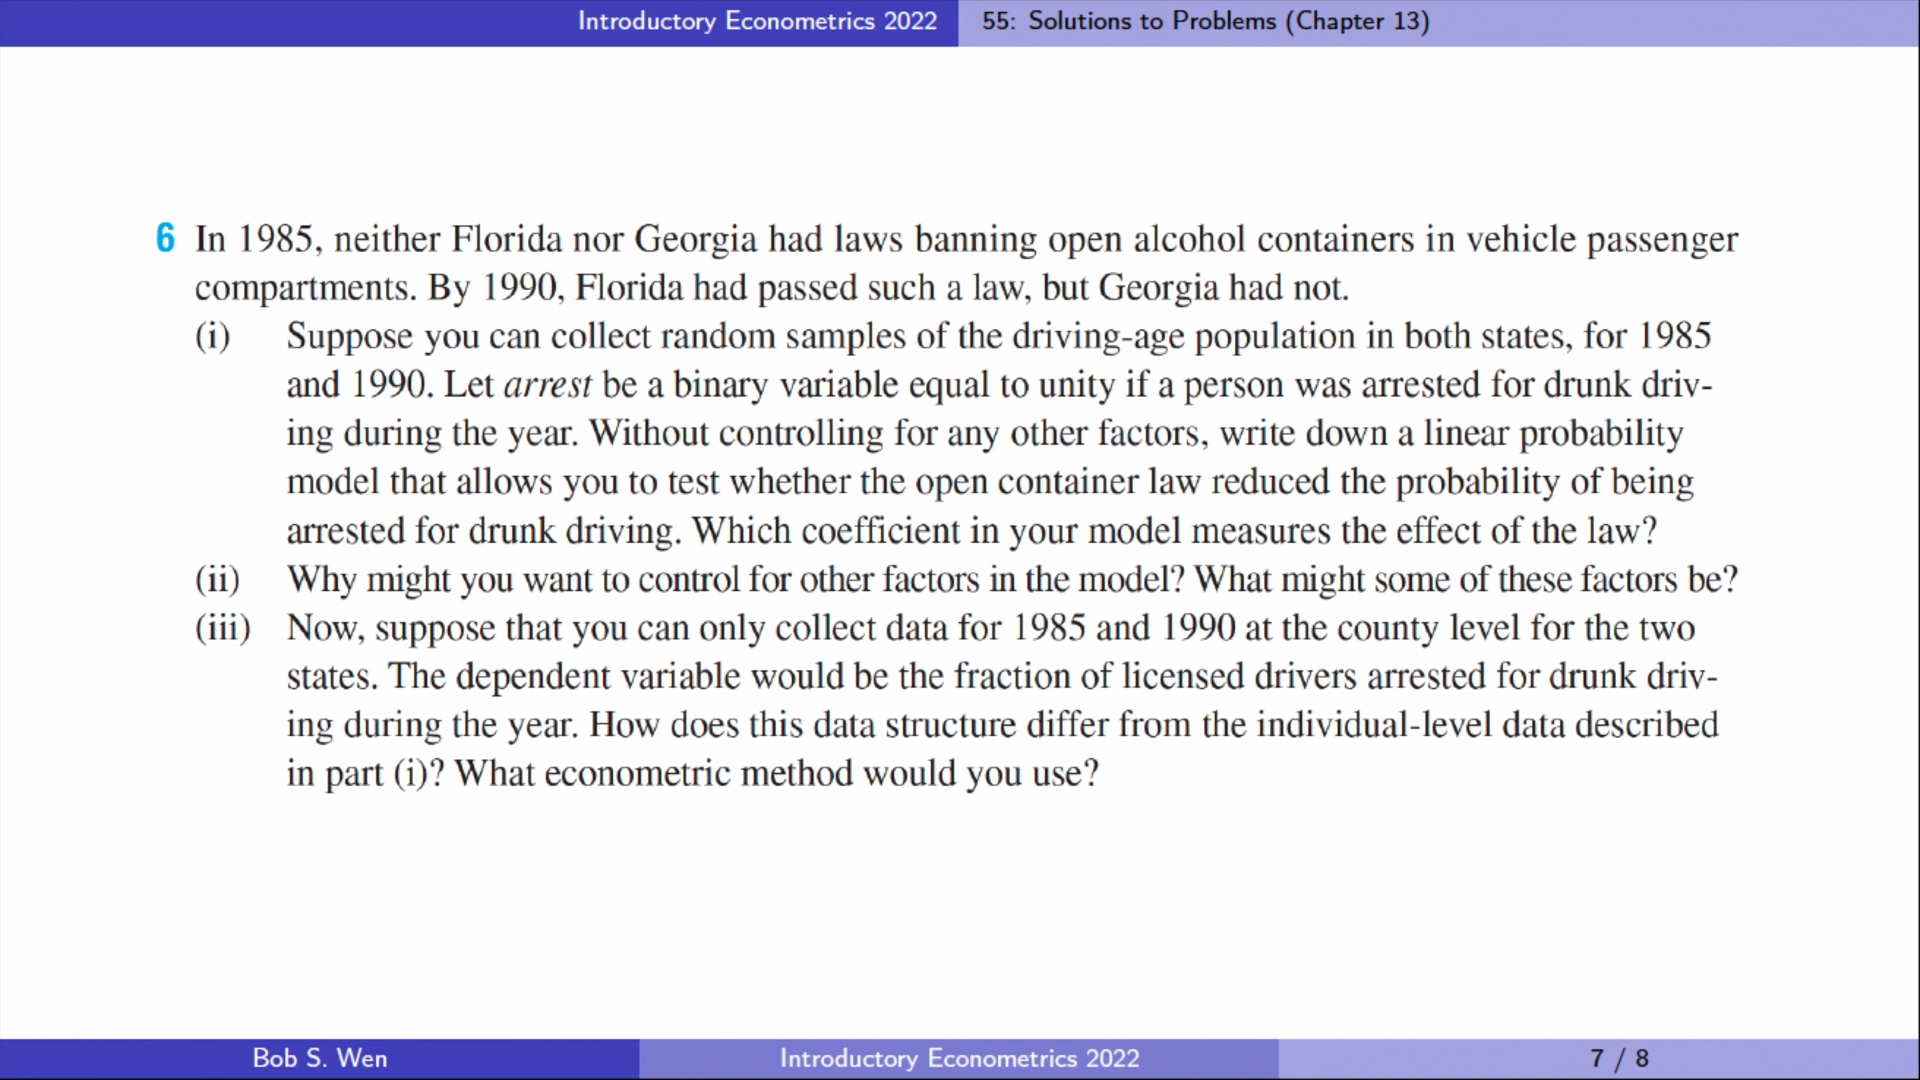 Introductory Econometrics 2022
55: Solutions to Problems (Chapter 13)
6 In 1985, neither Florida nor Georgia had laws banning open alcohol containers in vehicle passenger
compartments. By 1990, Florida had passed such a law, but Georgia had not.
(i) Suppose you can collect random samples of the driving-age population in both states, for 1985
and 1990. Let arrest be a binary variable equal to unity if a person was arrested for drunk driv-
ing during the year. Without controlling for any other factors, write down a linear probability
model that allows you to test whether the open container law reduced the probability of being
arrested for drunk driving. Which coefficient in your model measures the effect of the law?
(ii) Why might you want to control for other factors in the model? What might some of these factors be?
(iii) Now, suppose that you can only collect data for 1985 and 1990 at the county level for the two
states. The dependent variable would be the fraction of licensed drivers arrested for drunk driv-
ing during the year. How does this data structure differ from the individual-level data described
in part (i)? What econometric method would you use?
Bob S. Wen
Introductory Econometrics 2022
7 / 8